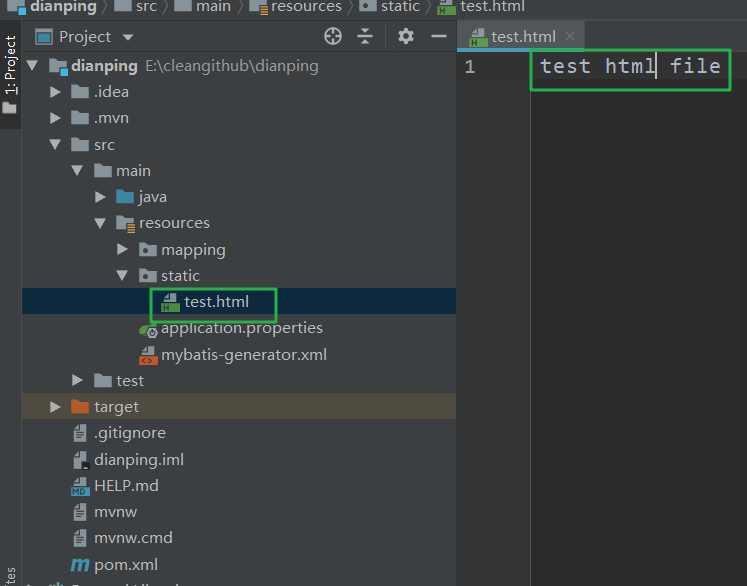 dianping src main resources static test.html
Project
test.html
1: Project
dianping E:\cleangithub\dianping
.idea
.mvn
src
main
java
resources
mapping
static
test.html
application.properties
mybatis-generator.xml
test
target
.gitignore
dianping.iml
HELP.md
mvnw
mvnw.cmd
pom.xml
1 test html file